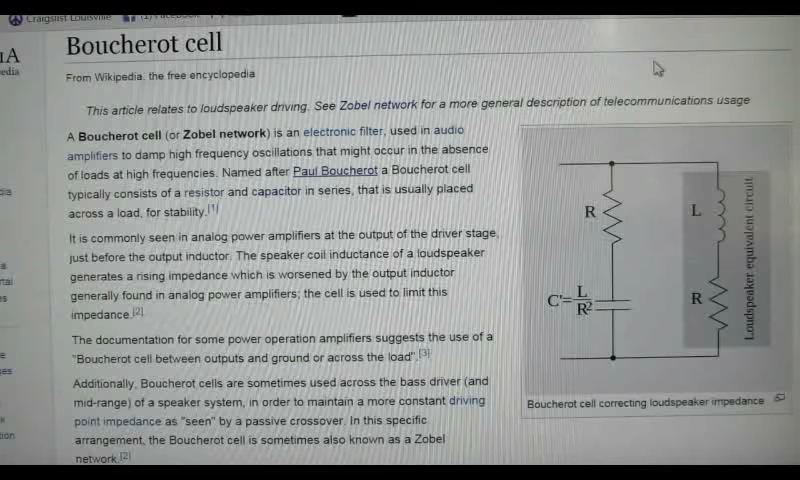 Craigslist Louisville
(1) Facebook
IA
edia
Boucherot cell
From Wikipedia, the free encyclopedia
This article relates to loudspeaker driving. See Zobel network for a more general description of telecommunications usage
A Boucherot cell (or Zobel network) is an electronic filter, used in audio
amplifiers to damp high frequency oscillations that might occur in the absence
of loads at high frequencies. Named after Paul Boucherot a Boucherot cell
typically consists of a resistor and capacitor in series, that is usually placed
across a load, for stability.[1]
It is commonly seen in analog power amplifiers at the output of the driver stage,
just before the output inductor. The speaker coil inductance of a loudspeaker
generates a rising impedance which is worsened by the output inductor
generally found in analog power amplifiers; the cell is used to limit this
impedance.[2]
The documentation for some power operation amplifiers suggests the use of a
"Boucherot cell between outputs and ground or across the load".[3]
Additionally, Boucherot cells are sometimes used across the bass driver (and
mid-range) of a speaker system, in order to maintain a more constant driving
point impedance as "seen" by a passive crossover. In this specific
arrangement, the Boucherot cell is sometimes also known as a Zobel
network.[2]
R
C'=L/R²
L
R
Loudspeaker equivalent circuit
Boucherot cell correcting loudspeaker impedance